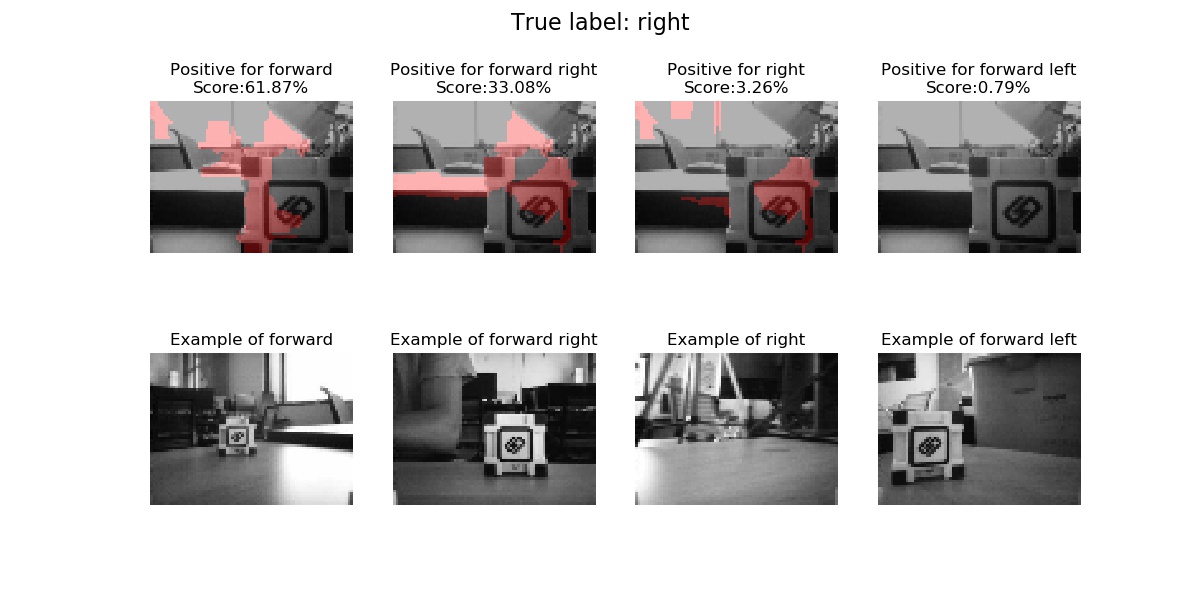 True label: right
Positive for forward
Score:61.87%
Positive for forward right
Score:33.08%
Positive for right
Score:3.26%
Positive for forward left
Score:0.79%
Example of forward
Example of forward right
Example of right
Example of forward left